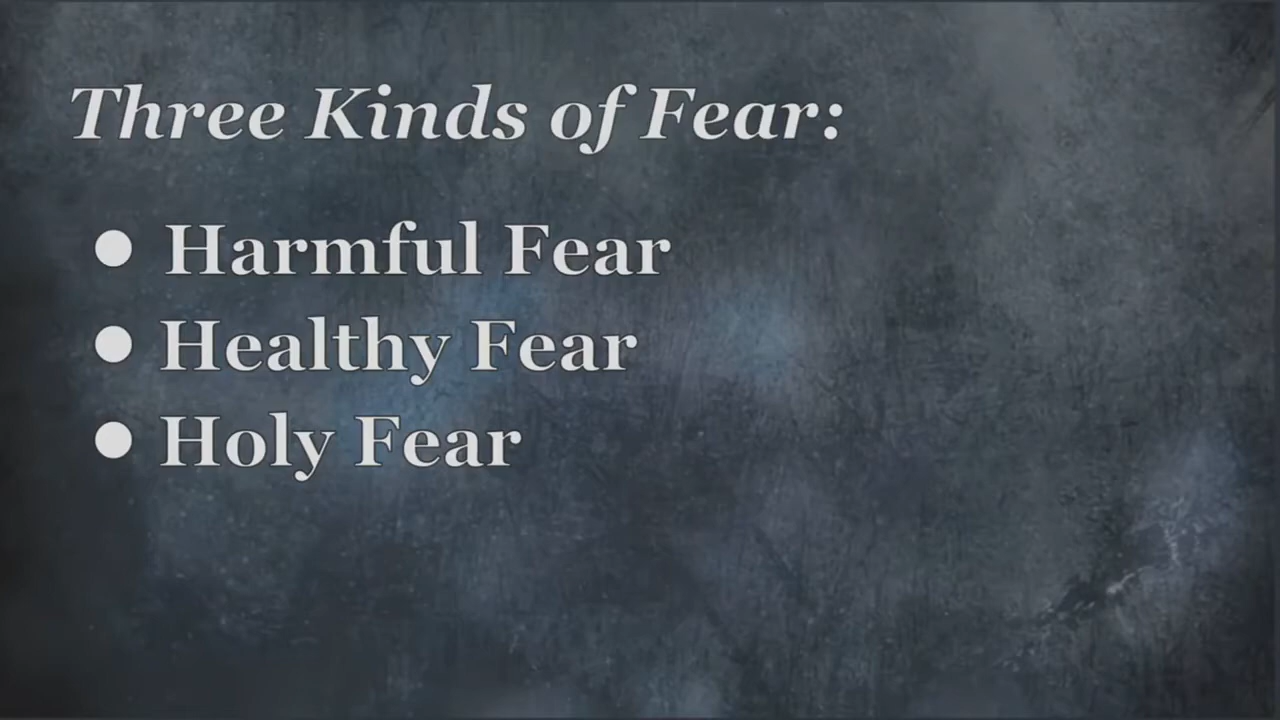 Three Kinds of Fear:
● Harmful Fear
● Healthy Fear
● Holy Fear